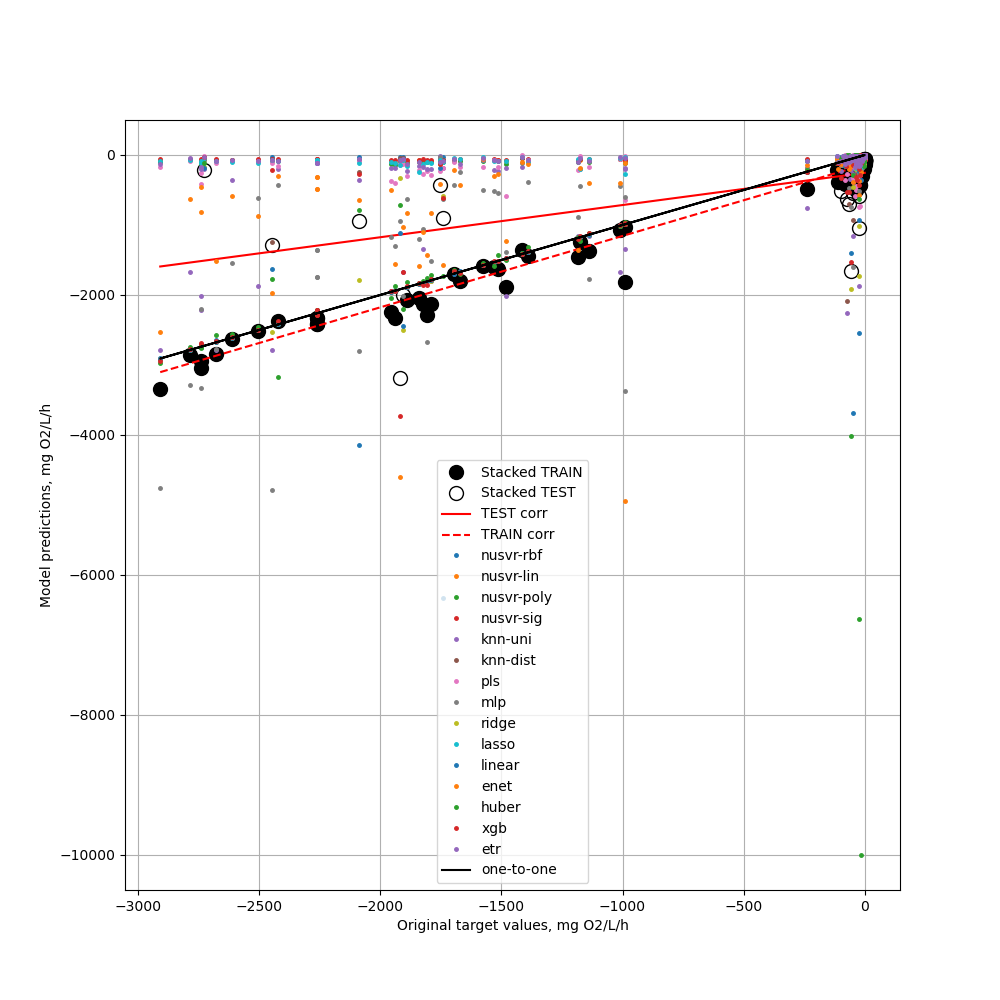 0
−2000
−4000
−6000
−8000
−10000
Model predictions, mg O2/L/h
Stacked TRAIN
Stacked TEST
TEST corr
TRAIN corr
nusvr-rbf
nusvr-lin
nusvr-poly
nusvr-sig
knn-uni
knn-dist
pls
mlp
ridge
lasso
linear
enet
huber
xgb
etr
one-to-one
−3000 −2500 −2000 −1500 −1000 −500 0
Original target values, mg O2/L/h